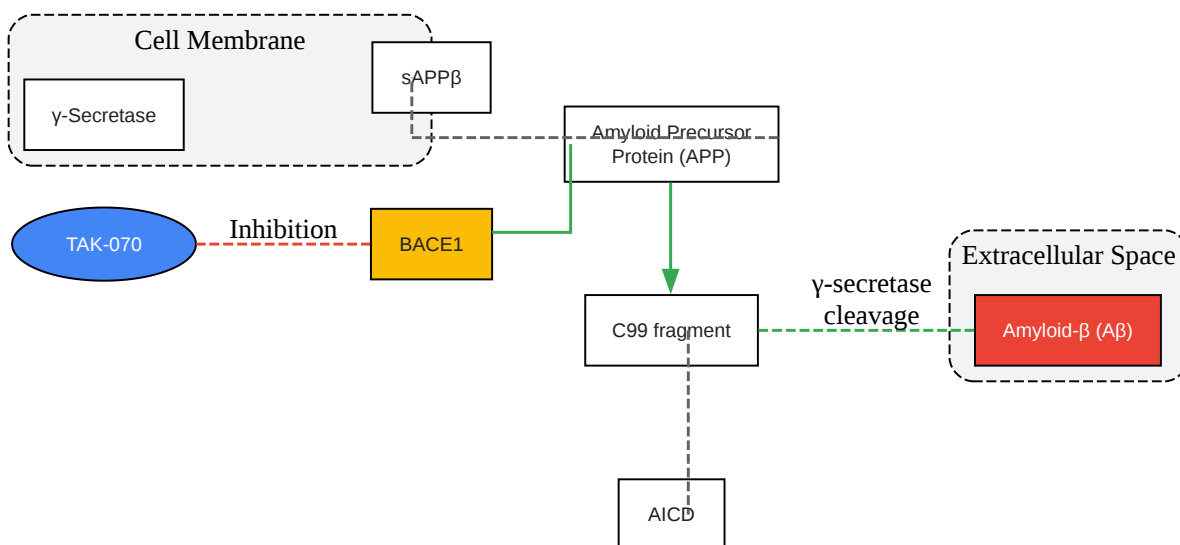 Cell Membrane
sAPPβ
γ-Secretase
Amyloid Precursor
Protein (APP)
TAK-070
Inhibition
BACE1
Extracellular Space
γ-secretase
cleavage
C99 fragment
Amyloid-β (Aβ)
AICD